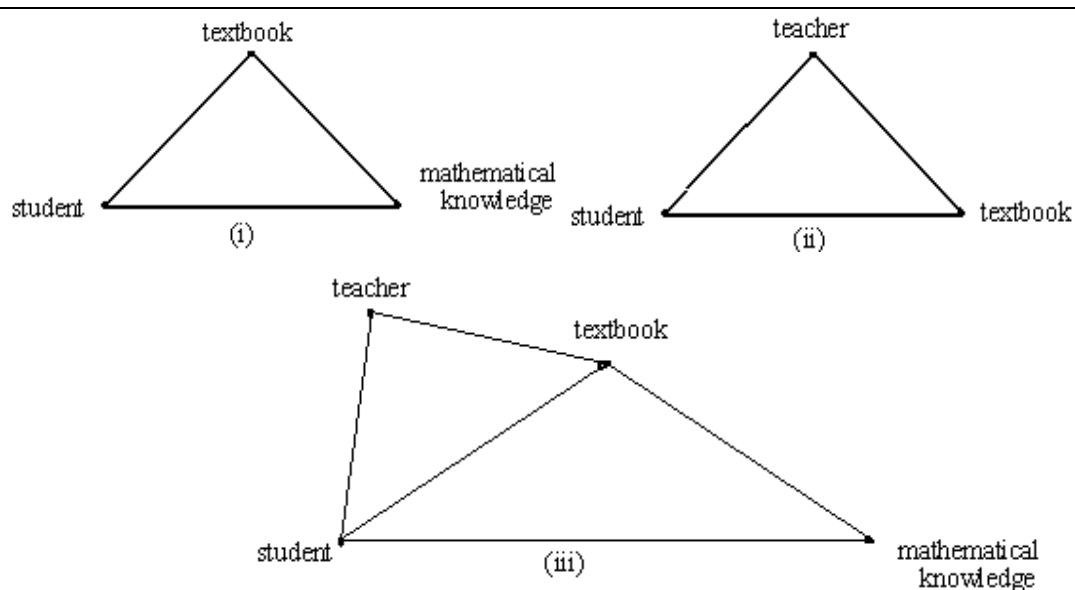 textbook
student
mathematical
knowledge
(i)
teacher
student
textbook
(ii)
teacher
textbook
student
(iii)
mathematical
knowledge